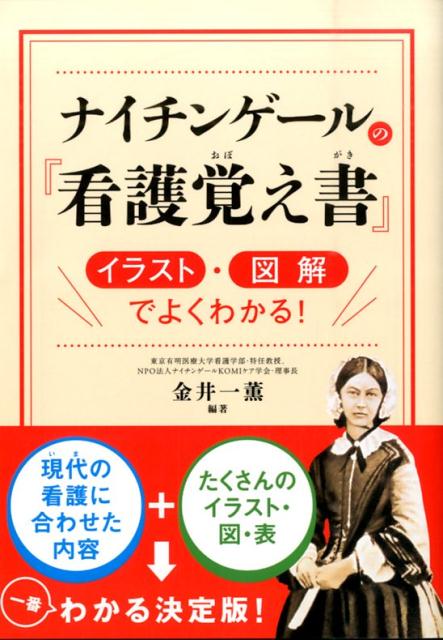 ナイチンゲールの
『看護覚え書』
おぼ がき
イラスト・図解
でよくわかる!
東京有明医療大学看護学部・特任教授、
NPO法人ナイチンゲールKOMIケア学会・理事長
金井一薫
編著
いま
現代の
看護に
合わせた
内容
+
たくさんの
イラスト・
図・表
一番
わかる決定版!